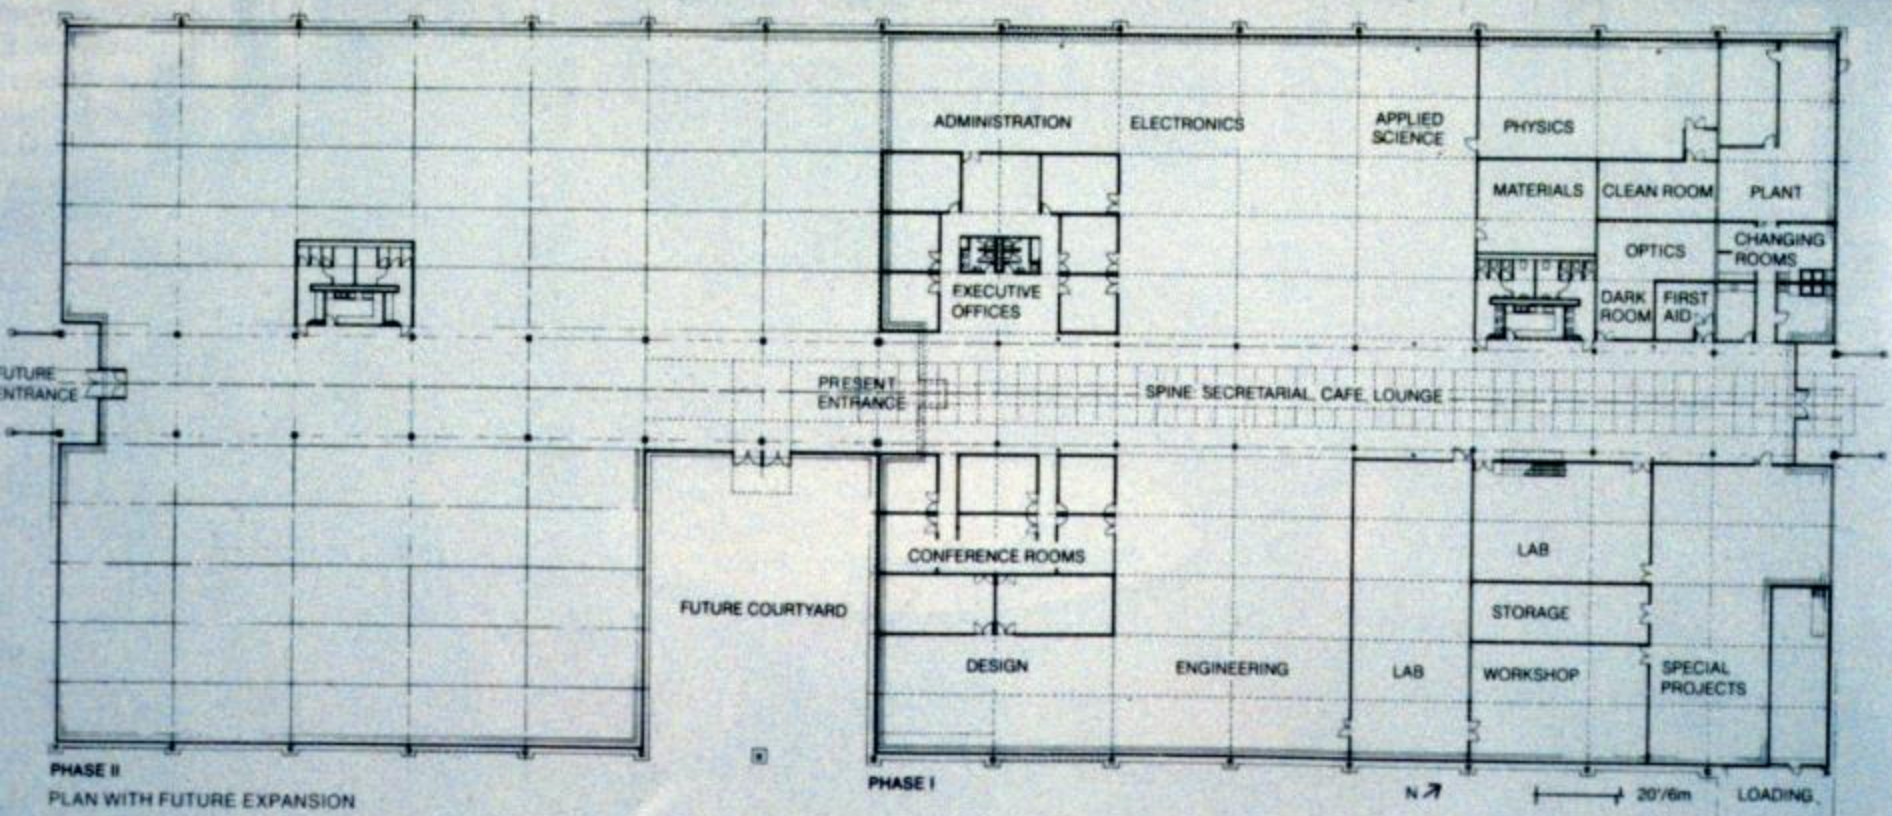 ADMINISTRATION
ELECTRONICS
APPLIED
SCIENCE
PHYSICS
MATERIALS
CLEAN ROOM
PLANT
OPTICS
CHANGING
ROOMS
EXECUTIVE
OFFICES
DARK
ROOM
FIRST
AID
FUTURE
ENTRANCE
PRESENT
ENTRANCE
SPINE: SECRETARIAL, CAFE, LOUNGE
CONFERENCE ROOMS
LAB
FUTURE COURTYARD
STORAGE
DESIGN
ENGINEERING
LAB
WORKSHOP
SPECIAL
PROJECTS
PHASE II
PLAN WITH FUTURE EXPANSION
PHASE I
N
20'/6m
LOADING